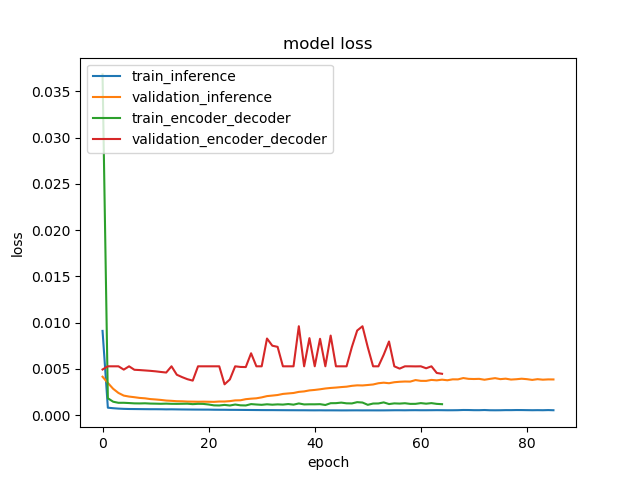 model loss
train_inference
validation_inference
train_encoder_decoder
validation_encoder_decoder
0.035
0.030
0.025
0.020
0.015
0.010
0.005
0.000
loss
0 20 40 60 80
epoch